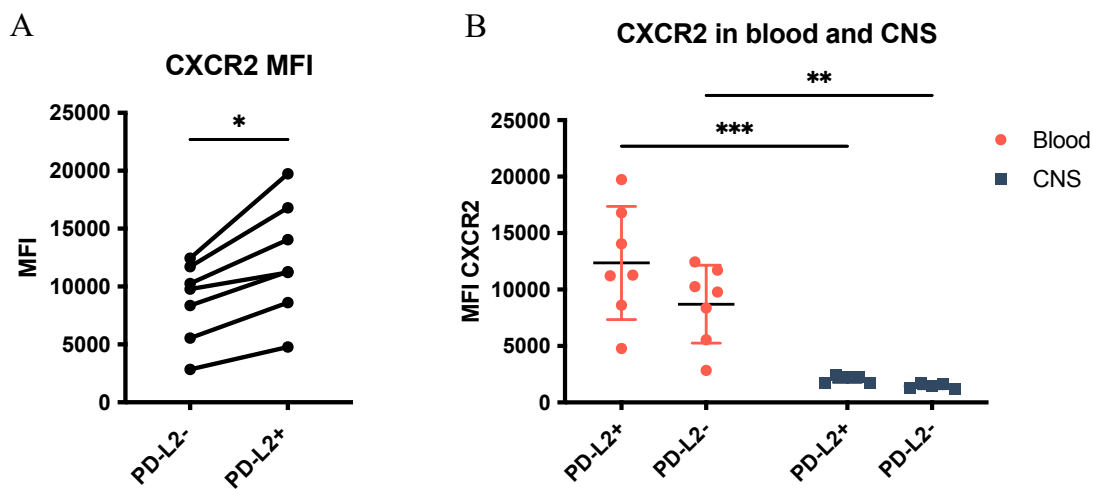 A
CXCR2 MFI
25000
20000
15000
10000
5000
0
MFI
*
PD-L2-
PD-L2+
B
CXCR2 in blood and CNS
25000
20000
15000
10000
5000
0
MFI CXCR2
**
***
PD-L2+
PD-L2-
PD-L2+
PD-L2-
Blood
CNS